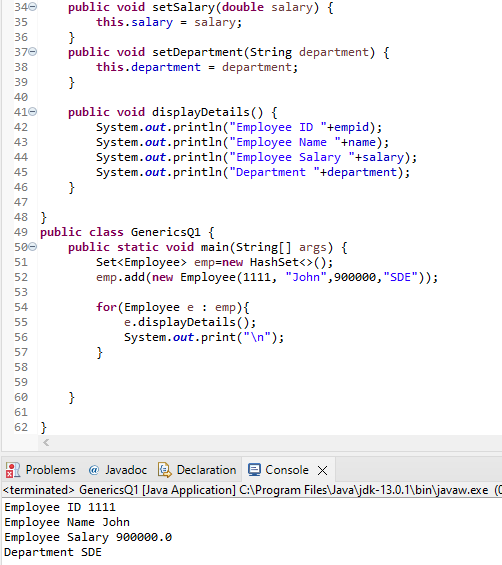 34 public void setSalary(double salary) {
35 this.salary = salary;
36 }
37 public void setDepartment(String department) {
38 this.department = department;
39 }
40
41 public void displayDetails() {
42 System.out.println("Employee ID "+empid);
43 System.out.println("Employee Name "+name);
44 System.out.println("Employee Salary "+salary);
45 System.out.println("Department "+department);
46 }
47
48 }
49 public class GenericsQ1 {
50 public static void main(String[] args) {
51 Set<Employee> emp=new HashSet<>();
52 emp.add(new Employee(1111, "John",900000,"SDE"));
53
54 for(Employee e : emp){
55 e.displayDetails();
56 System.out.print("\n");
57 }
58
59
60 }
61
62 }
Problems @ Javadoc Declaration Console
<terminated> GenericsQ1 [Java Application] C:\Program Files\Java\jdk-13.0.1\bin\javaw.exe (
Employee ID 1111
Employee Name John
Employee Salary 900000.0
Department SDE